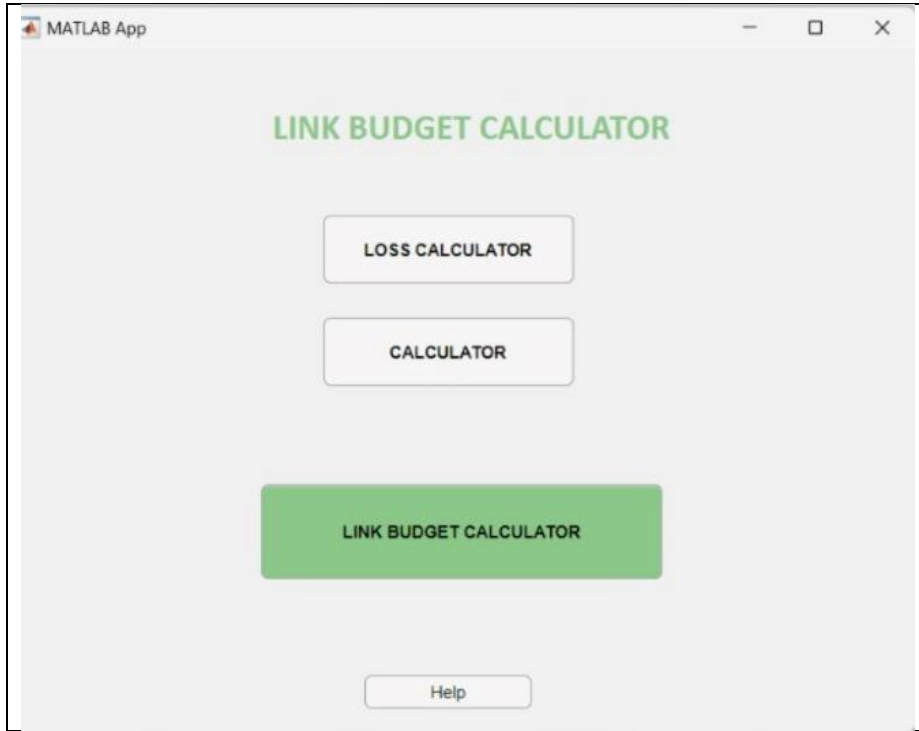 MATLAB App
LINK BUDGET CALCULATOR
LOSS CALCULATOR
CALCULATOR
LINK BUDGET CALCULATOR
Help